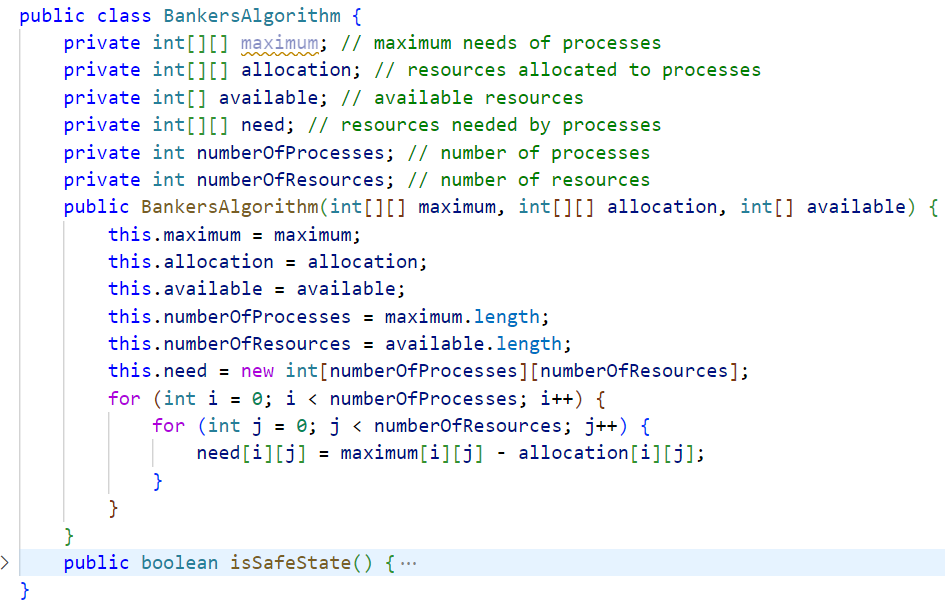 public class BankersAlgorithm {
    private int[][] maximum; // maximum needs of processes
    private int[][] allocation; // resources allocated to processes
    private int[] available; // available resources
    private int[][] need; // resources needed by processes
    private int numberOfProcesses; // number of processes
    private int numberOfResources; // number of resources
    public BankersAlgorithm(int[][] maximum, int[][] allocation, int[] available) {
        this.maximum = maximum;
        this.allocation = allocation;
        this.available = available;
        this.numberOfProcesses = maximum.length;
        this.numberOfResources = available.length;
        this.need = new int[numberOfProcesses][numberOfResources];
        for (int i = 0; i < numberOfProcesses; i++) {
            for (int j = 0; j < numberOfResources; j++) {
                need[i][j] = maximum[i][j] - allocation[i][j];
            }
        }
    }
    public boolean isSafeState() {⋯
}